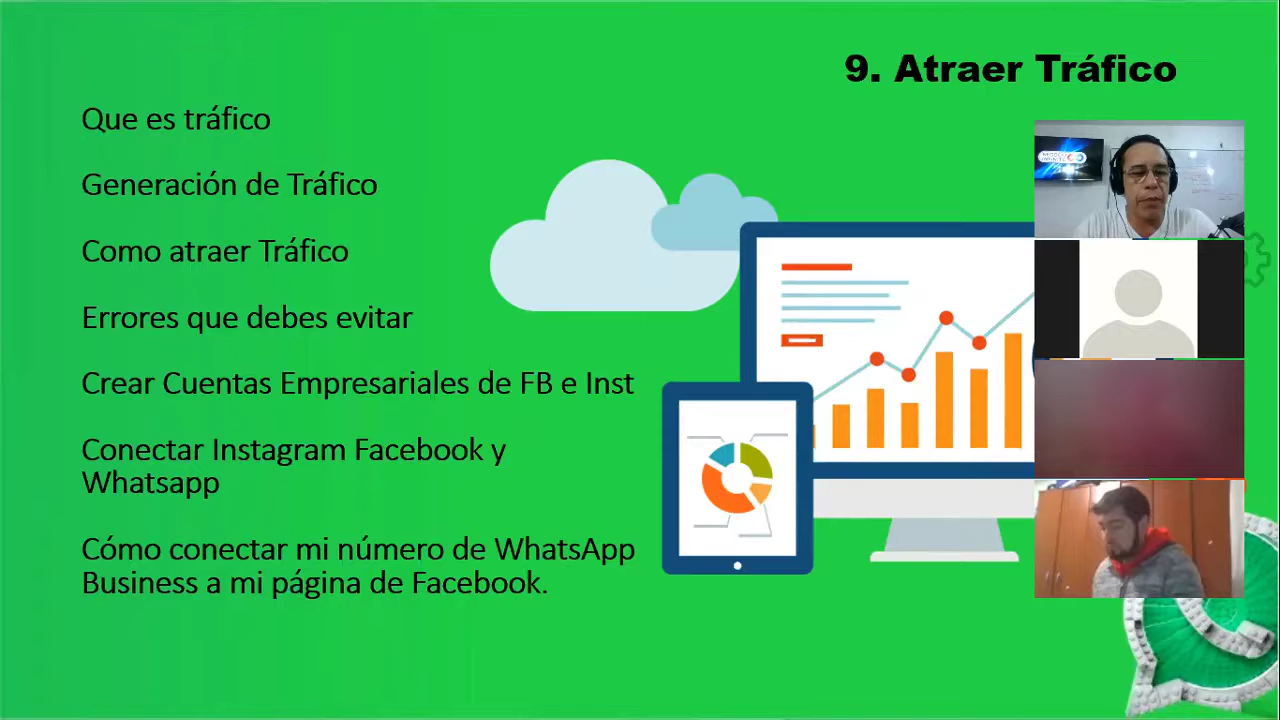 9. Atraer Tráfico
Que es tráfico
Generación de Tráfico
Como atraer Tráfico
Errores que debes evitar
Crear Cuentas Empresariales de FB e Inst
Conectar Instagram Facebook y
Whatsapp
Cómo conectar mi número de WhatsApp
Business a mi página de Facebook.